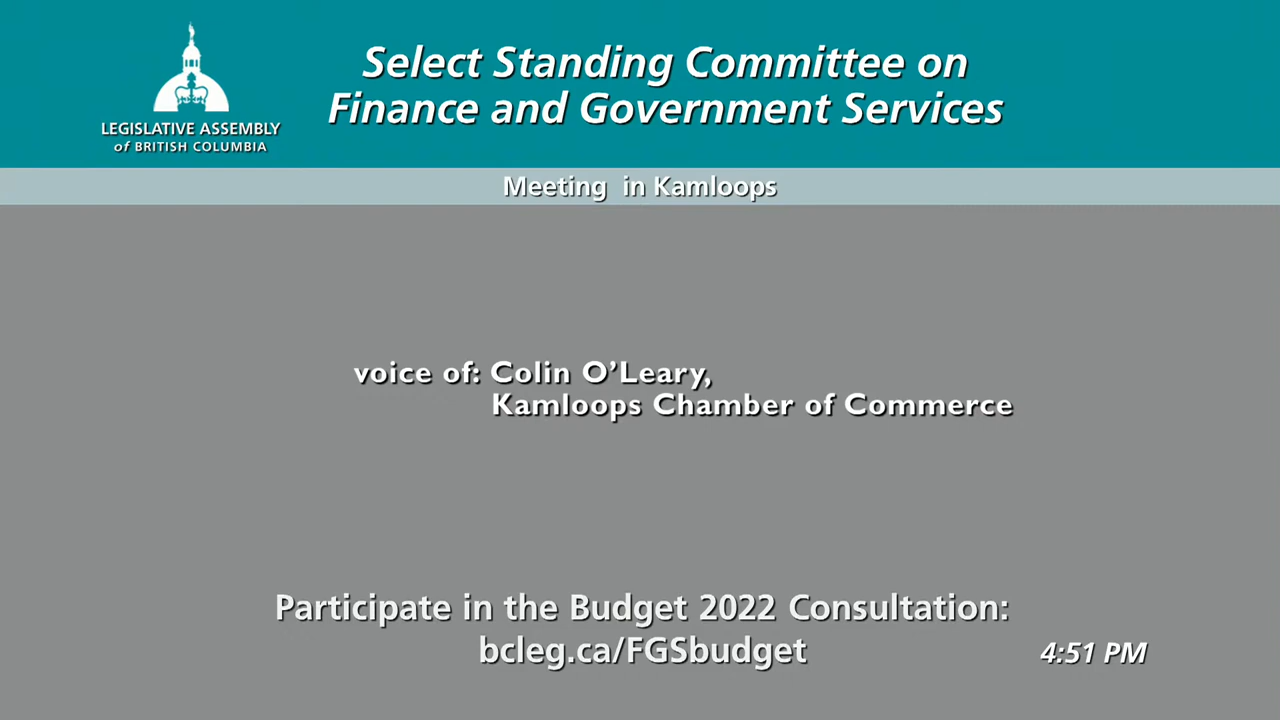 Select Standing Committee on
Finance and Government Services
LEGISLATIVE ASSEMBLY
of BRITISH COLUMBIA
Meeting in Kamloops
voice of: Colin O’Leary,
Kamloops Chamber of Commerce
Participate in the Budget 2022 Consultation:
bcleg.ca/FGSbudget
4:51 PM